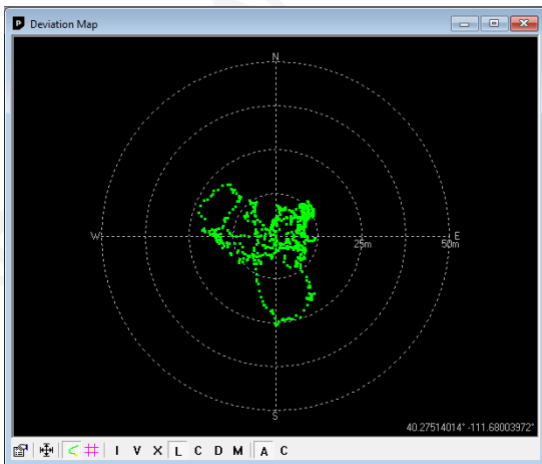 P Deviation Map
N
W
E
25m
50m
S
40.27514014° -111.68003972°
I V X L C D M A C